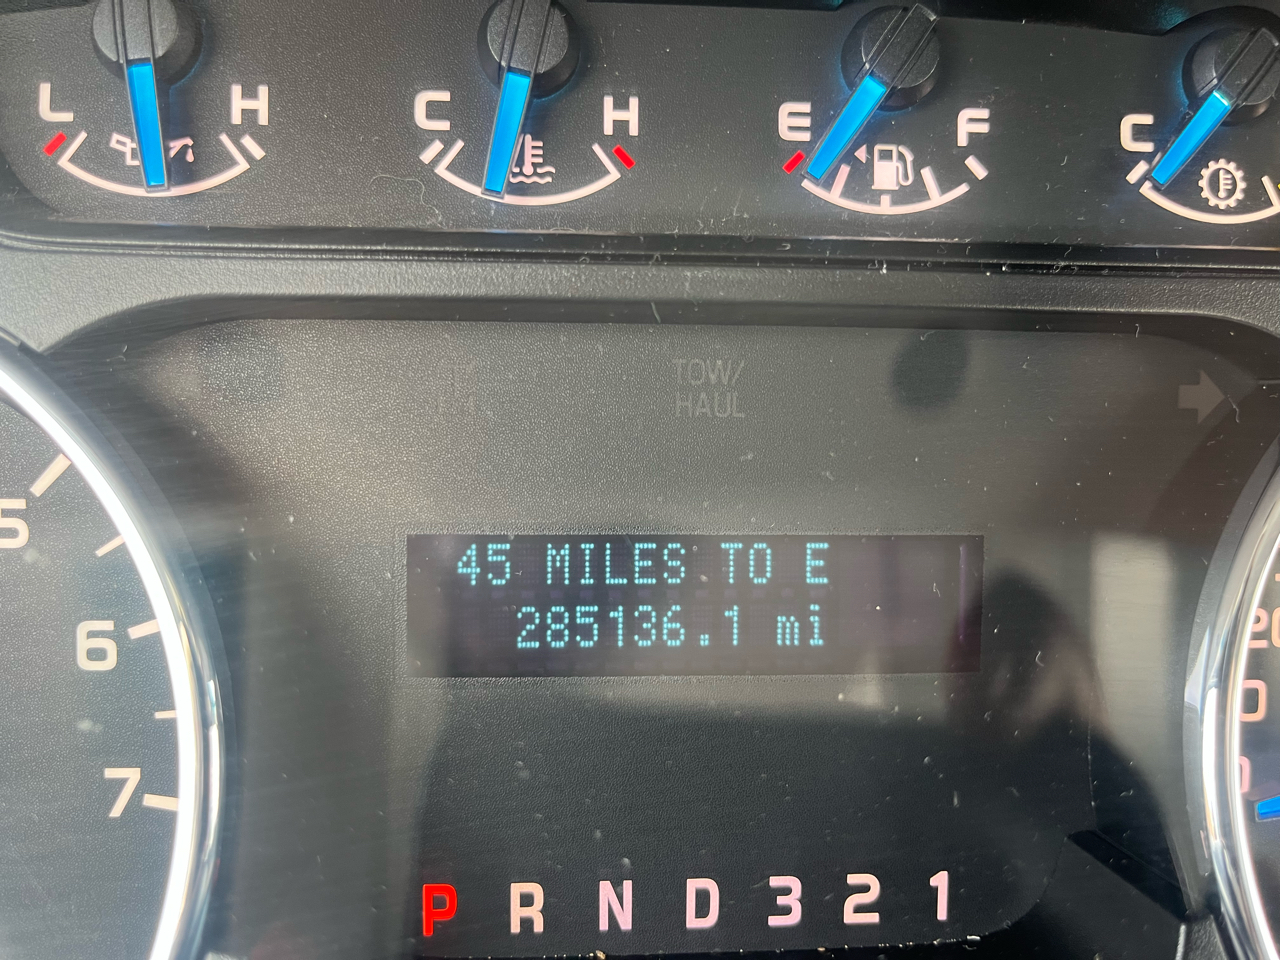 L H
C H
E F
C
TOW/
HAUL
5
45 MILES TO E
285136.1 mi
6
7
P R N D 3 2 1